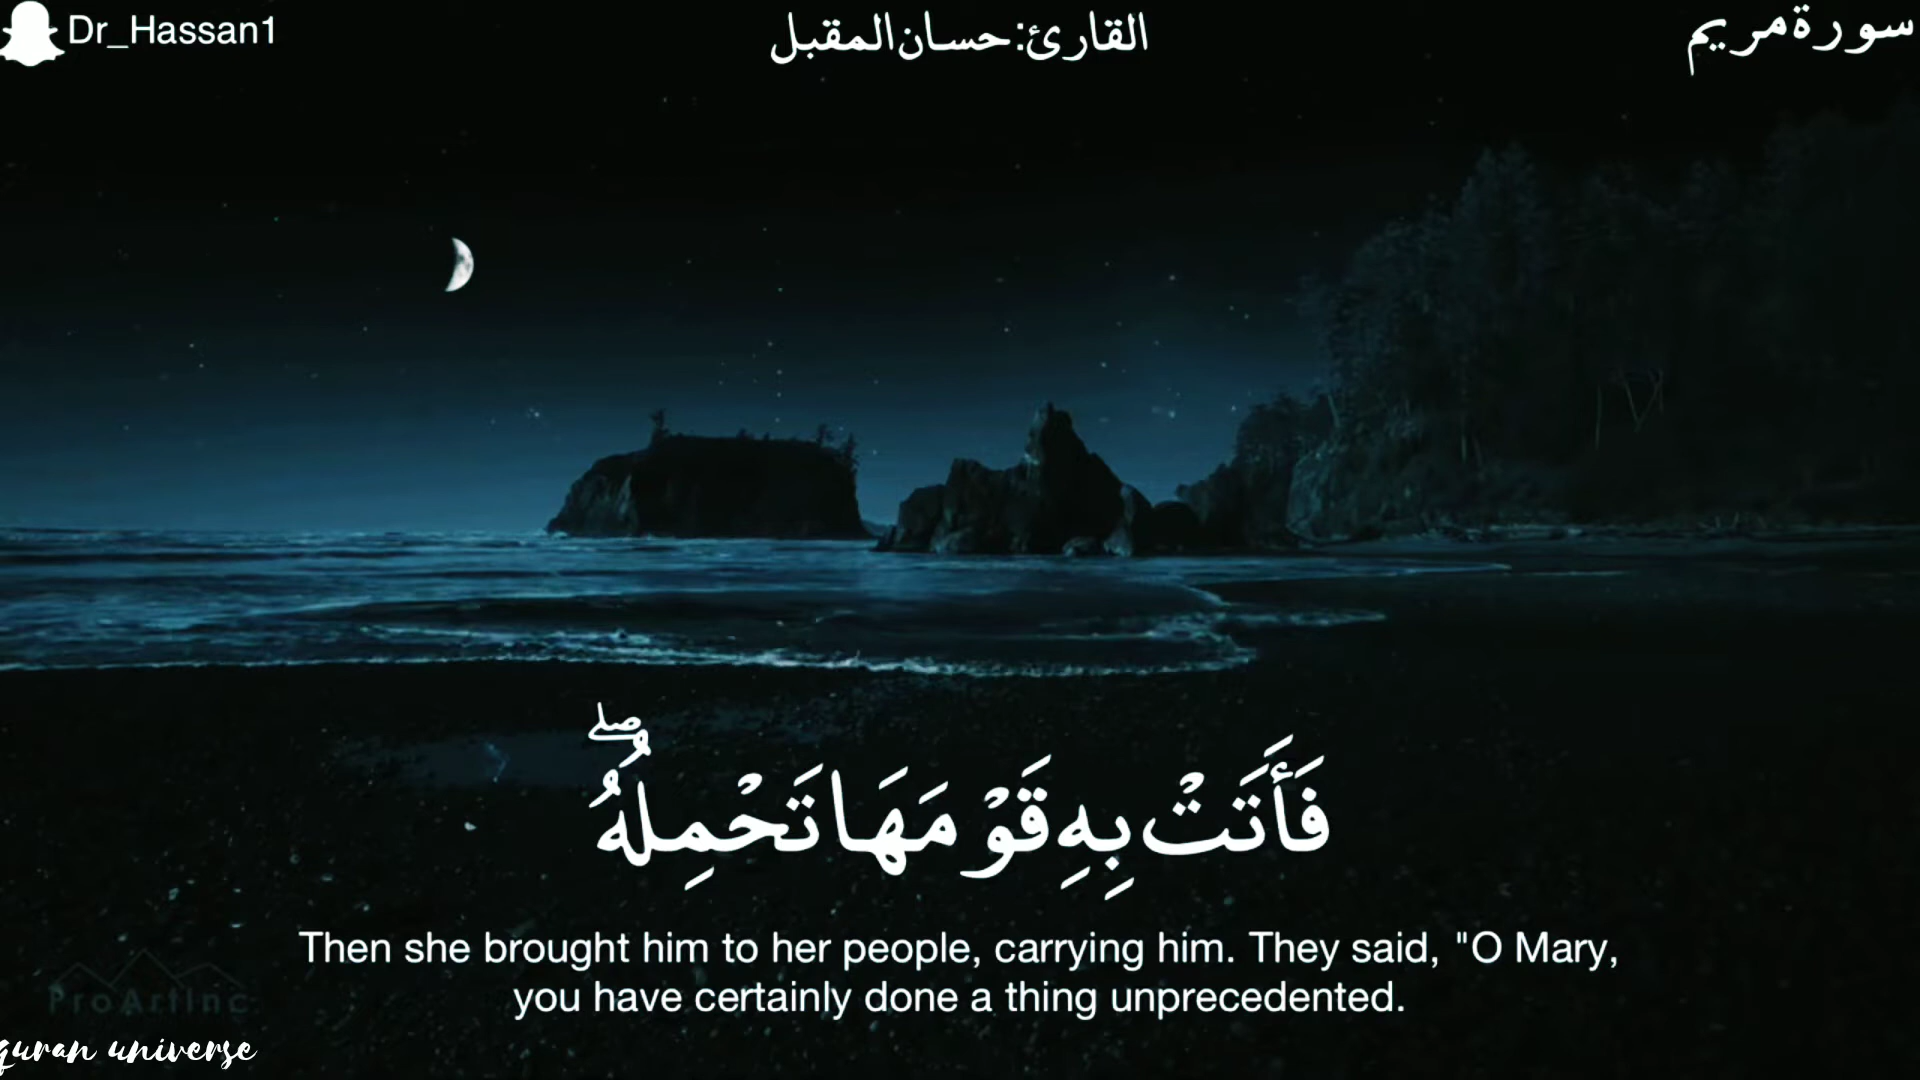 Dr_Hassan1
القارئ:حسان المقبل
سورة مريم
فَأَتَتْ بِهِ قَوْمَهَا تَحْمِلُهُۥ ۖ
Then she brought him to her people, carrying him. They said, "O Mary,
you have certainly done a thing unprecedented.
ProArtInc
quran universe